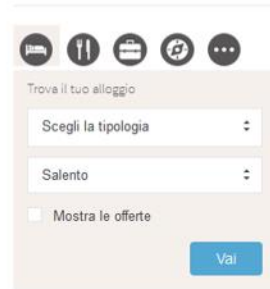 Trova il tuo alloggio
Scegli la tipologia
Salento
Mostra le offerte
Vai